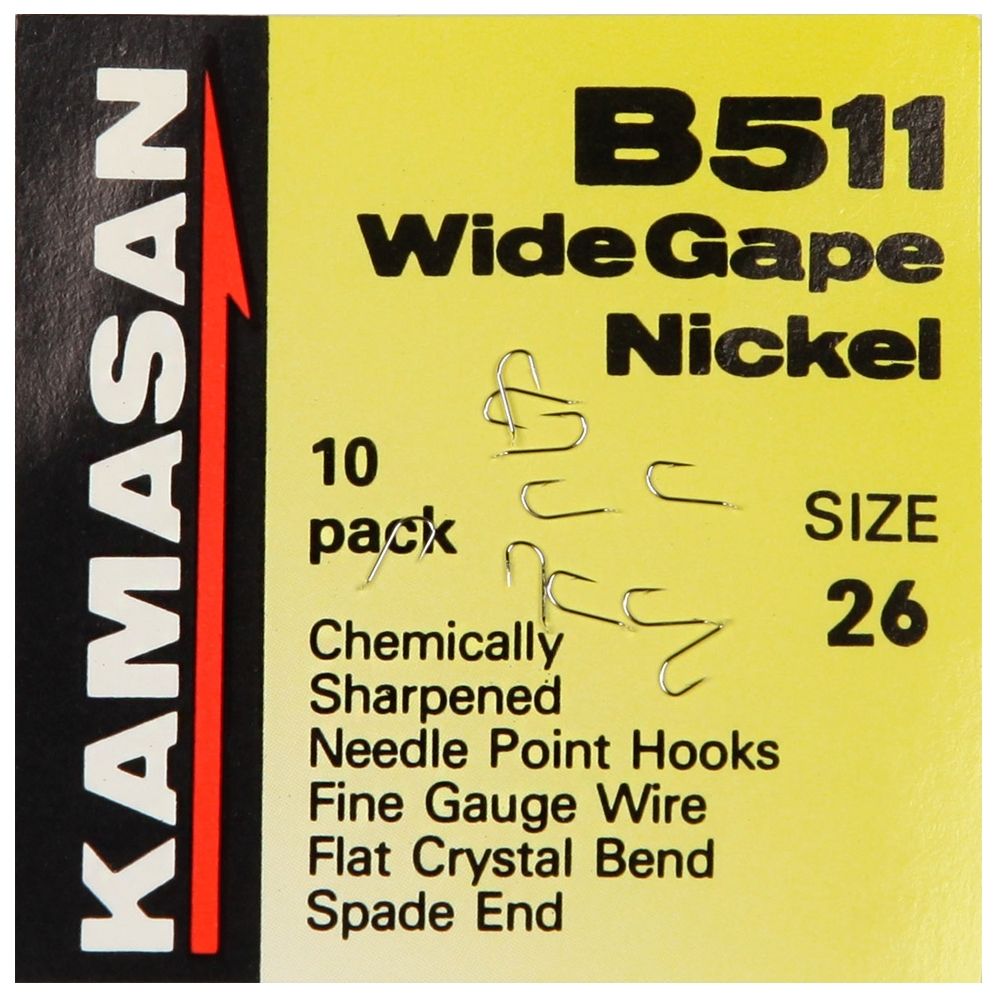 KAMASAN
B511
Wide Gape
Nickel
10
pack
SIZE
26
Chemically
Sharpened
Needle Point Hooks
Fine Gauge Wire
Flat Crystal Bend
Spade End